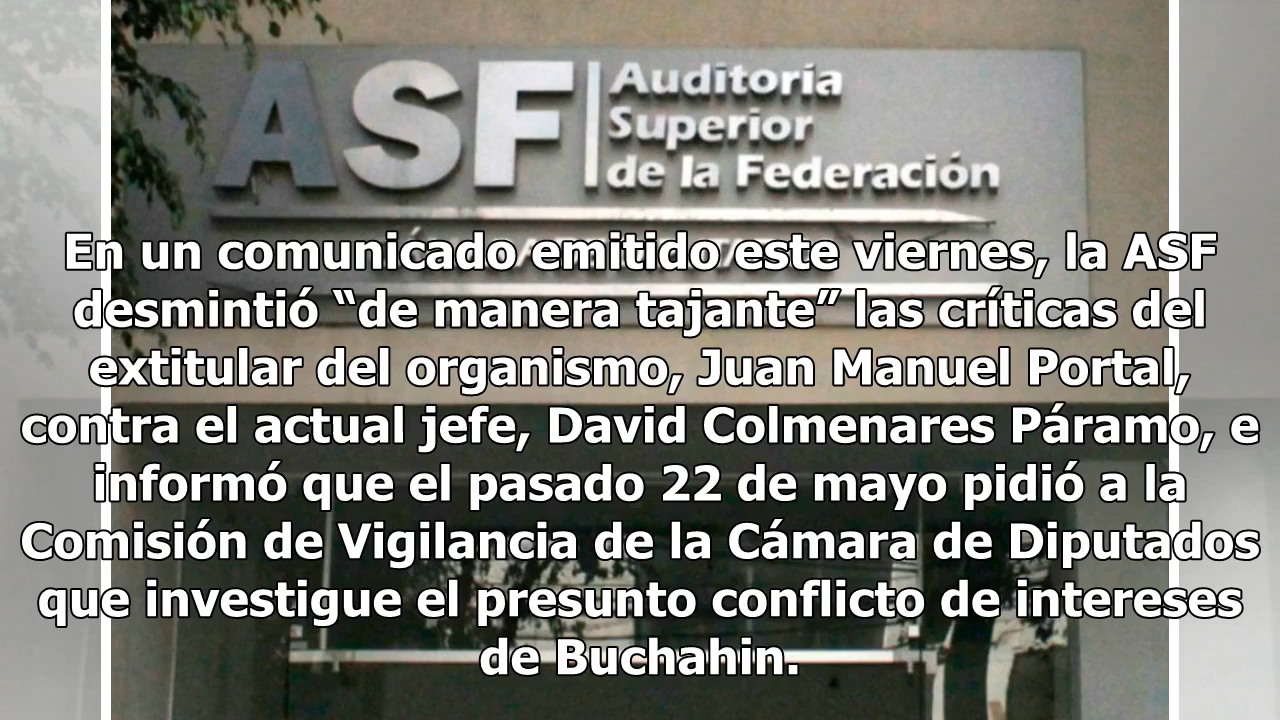 ASF
Auditoría
Superior
de la Federación
En un comunicado emitido este viernes, la ASF
desmintió “de manera tajante” las críticas del
extitular del organismo, Juan Manuel Portal,
contra el actual jefe, David Colmenares Páramo, e
informó que el pasado 22 de mayo pidió a la
Comisión de Vigilancia de la Cámara de Diputados
que investigue el presunto conflicto de intereses
de Buchahin.